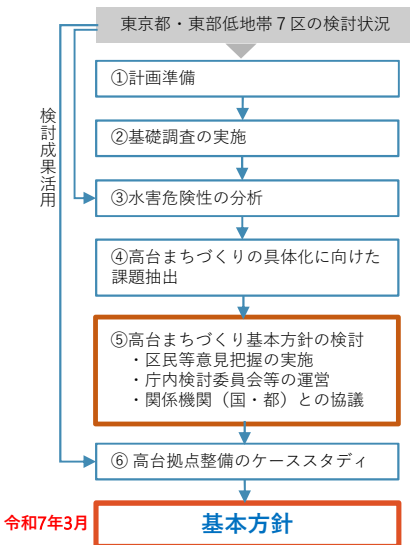 東京都・東部低地帯７区の検討状況
検討成果活用
①計画準備
②基礎調査の実施
③水害危険性の分析
④高台まちづくりの具体化に向けた
課題抽出
⑤高台まちづくり基本方針の検討
・区民等意見把握の実施
・庁内検討委員会等の運営
・関係機関（国・都）との協議
⑥ 高台拠点整備のケーススタディ
令和7年3月
基本方針